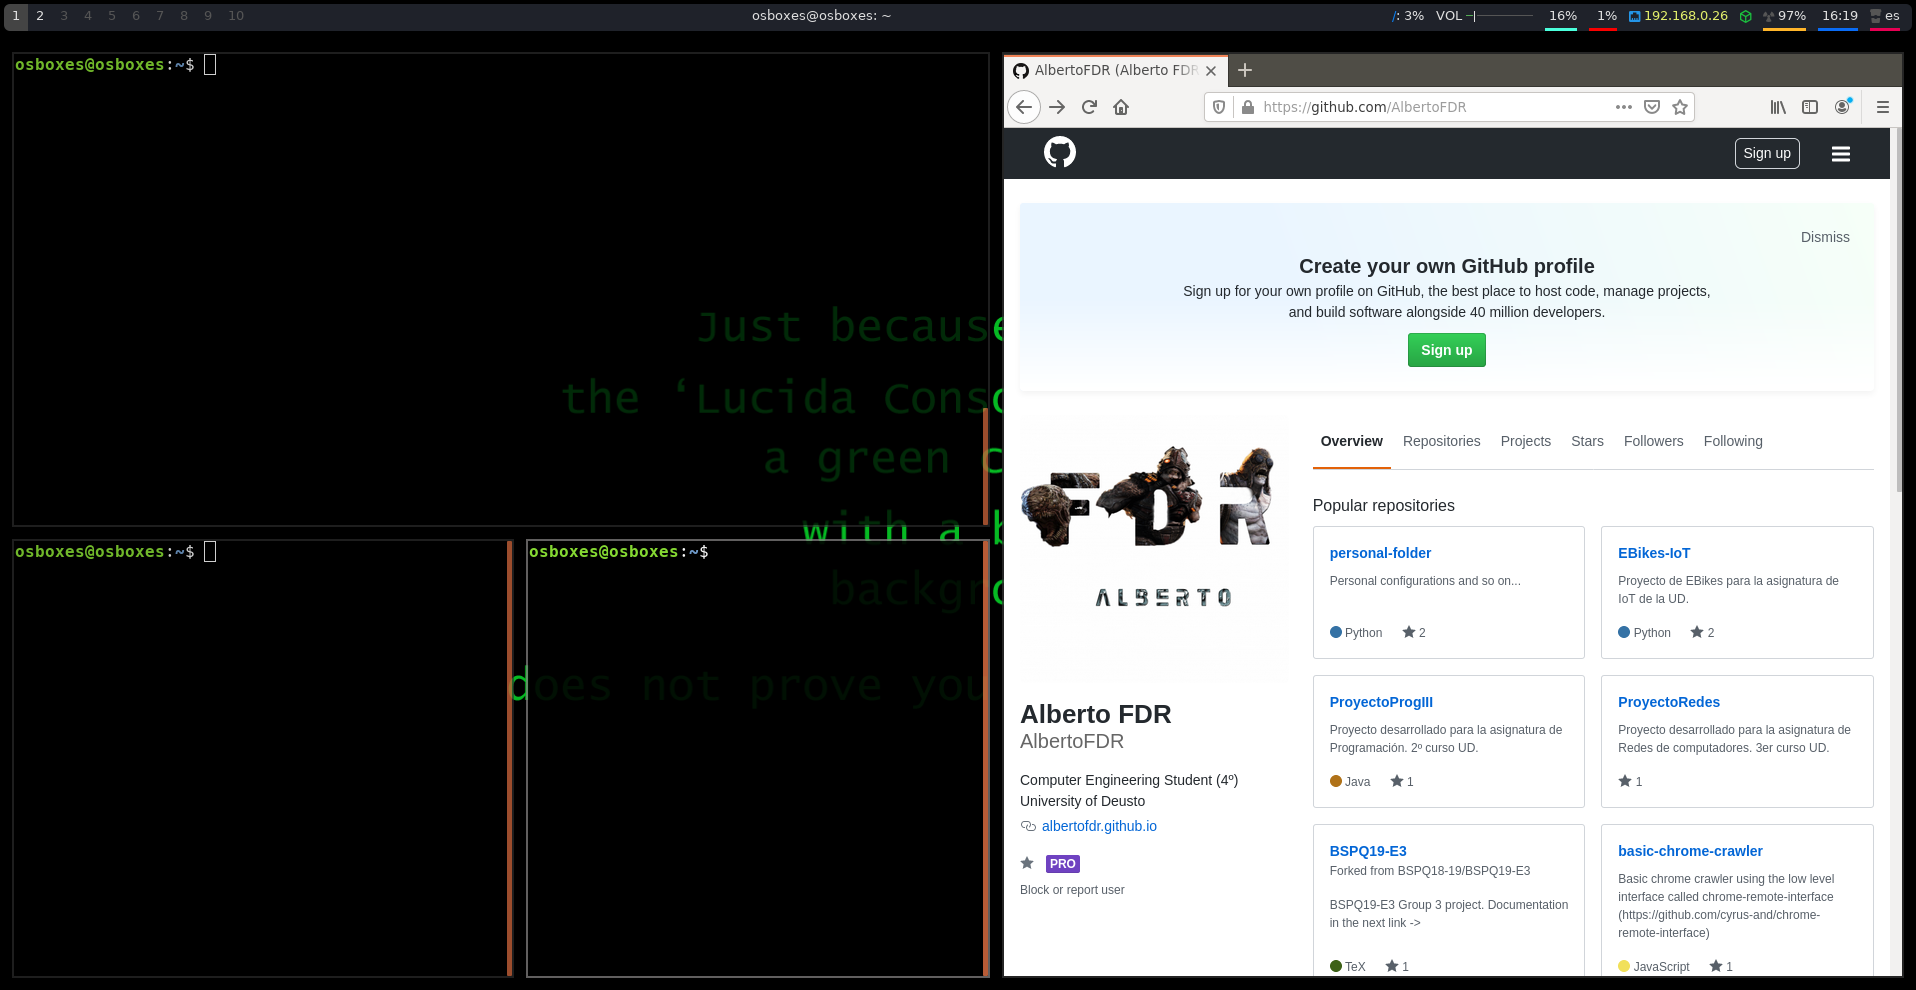 1 2 3 4 5 6 7 8 9 10
osboxes@osboxes: ~
/: 3% VOL 16% 1% 192.168.0.26 97% 16:19 es
osboxes@osboxes:~$
Just because
the ‘Lucida Conso
a green c
with a b
osboxes@osboxes:~$
osboxes@osboxes:~$
backgro
does not prove you
AlbertoFDR (Alberto FDR
https://github.com/AlbertoFDR
Sign up
Dismiss
Create your own GitHub profile
Sign up for your own profile on GitHub, the best place to host code, manage projects,
and build software alongside 40 million developers.
Sign up
FDR
ALBERTO
Alberto FDR
AlbertoFDR
Computer Engineering Student (4º)
University of Deusto
albertofdr.github.io
PRO
Block or report user
Overview Repositories Projects Stars Followers Following
Popular repositories
personal-folder
Personal configurations and so on...
Python 2
EBikes-IoT
Proyecto de EBikes para la asignatura de
IoT de la UD.
Python 2
ProyectoProgIII
Proyecto desarrollado para la asignatura de
Programación. 2º curso UD.
Java 1
ProyectoRedes
Proyecto desarrollado para la asignatura de
Redes de computadores. 3er curso UD.
1
BSPQ19-E3
Forked from BSPQ18-19/BSPQ19-E3
BSPQ19-E3 Group 3 project. Documentation
in the next link ->
TeX 1
basic-chrome-crawler
Basic chrome crawler using the low level
interface called chrome-remote-interface
(https://github.com/cyrus-and/chrome-
remote-interface)
JavaScript 1